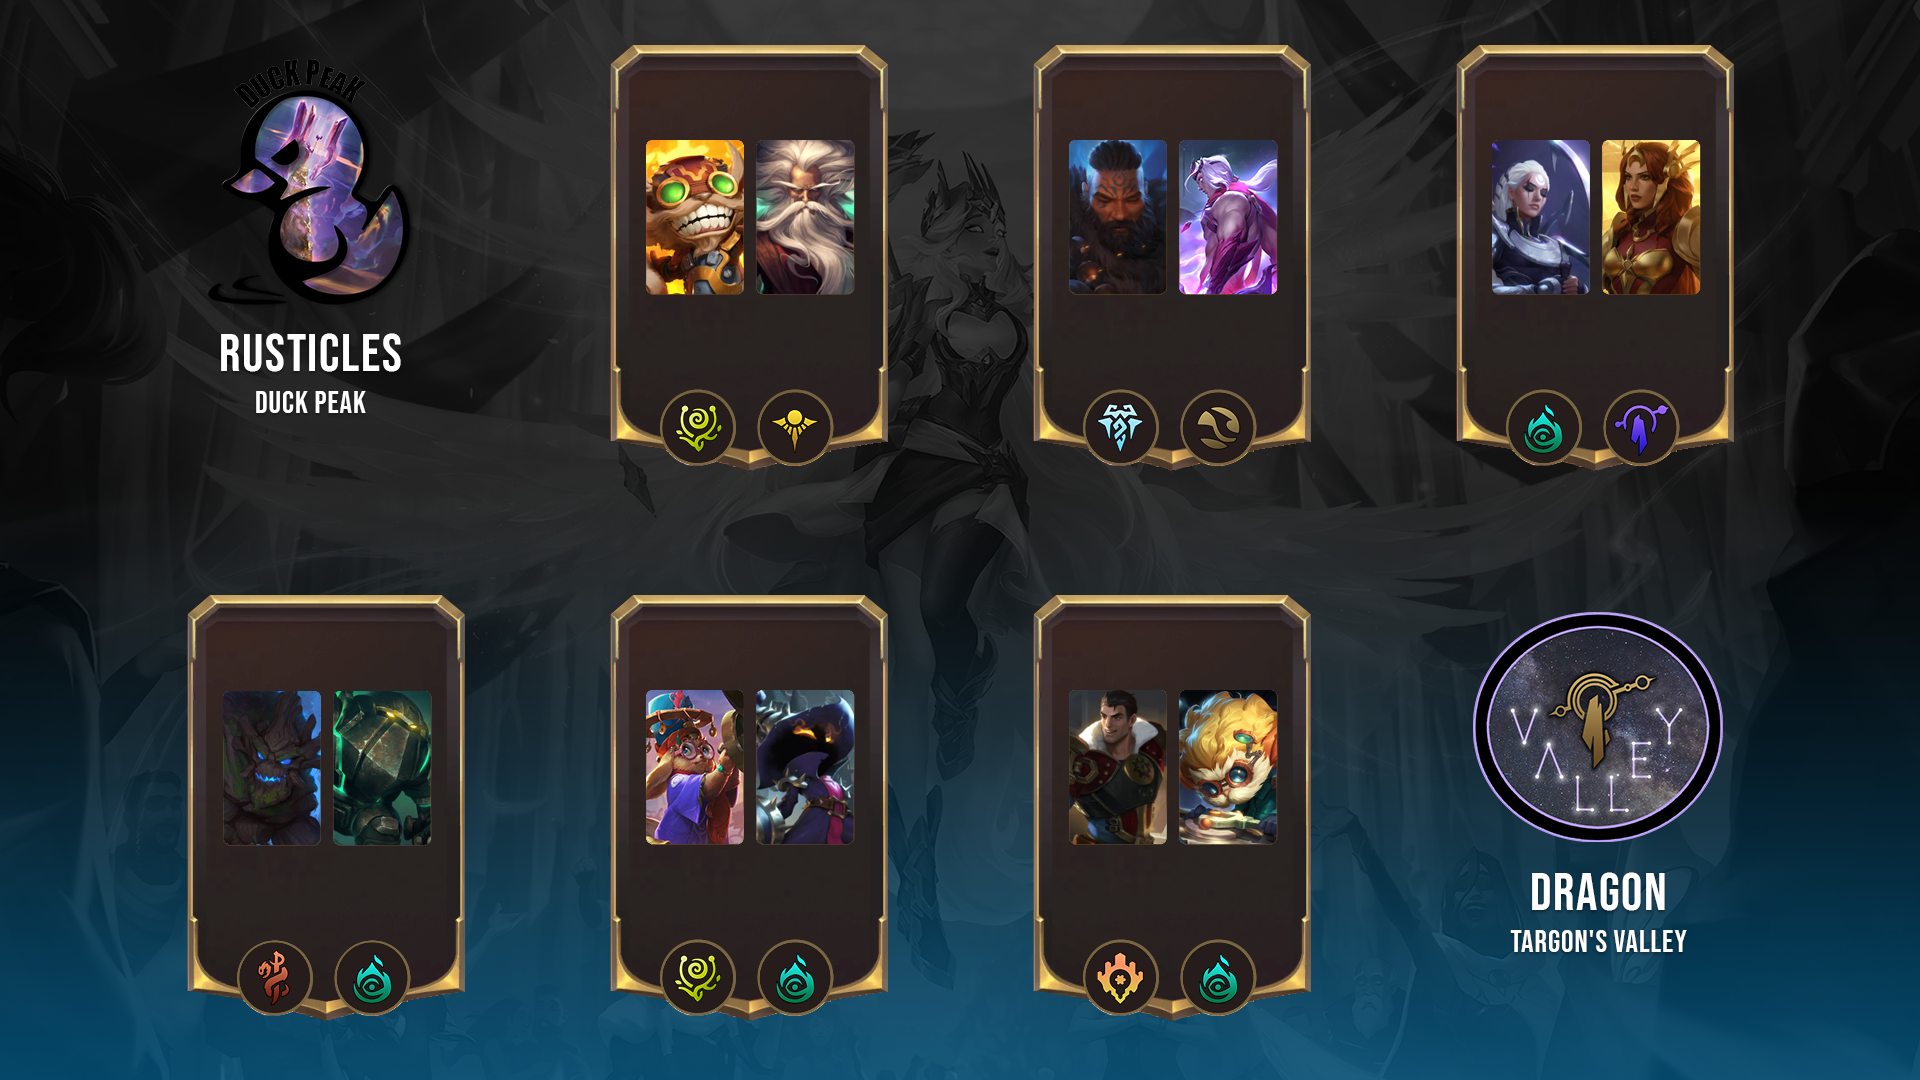 DUCK PEAK
RUSTICLES
DUCK PEAK
VALLEY
DRAGON
TARGON'S VALLEY